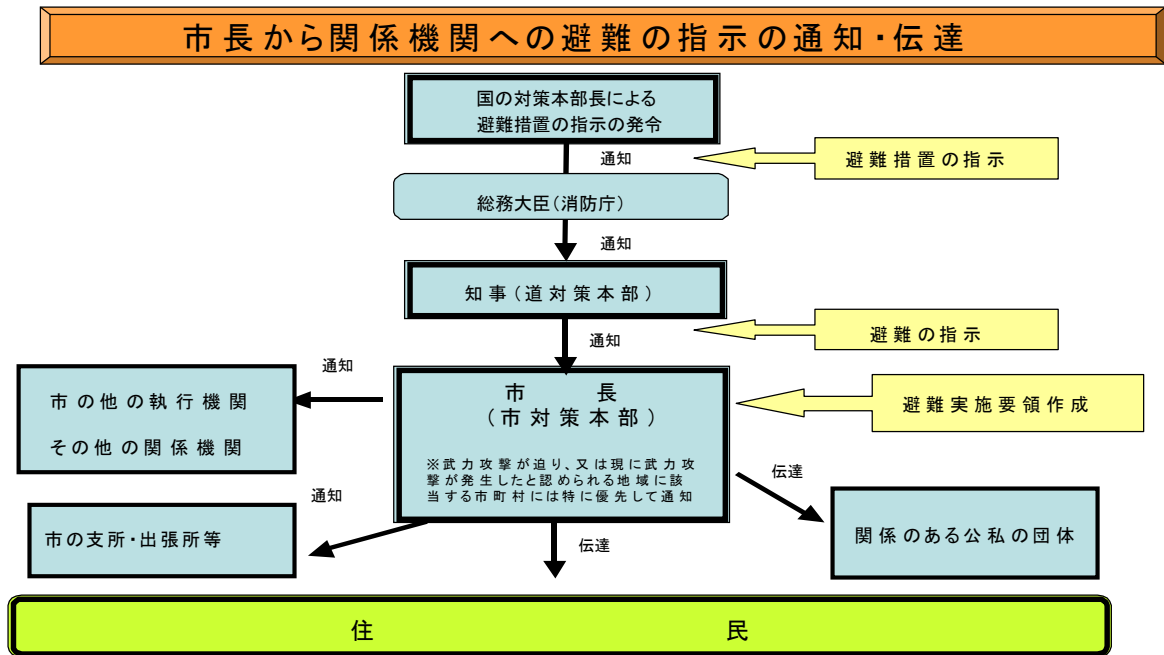 市長から関係機関への避難の指示の通知・伝達
国の対策本部長による
避難措置の指示の発令
通知
避難措置の指示
総務大臣(消防庁)
通知
知事(道対策本部)
通知
避難の指示
通知
市の他の執行機関
その他の関係機関
市 長
(市対策本部)
※武力攻撃が迫り、又は現に武力攻
撃が発生したと認められる地域に該
当する市町村には特に優先して通知
避難実施要領作成
伝達
通知
市の支所・出張所等
伝達
関係のある公私の団体
住 民